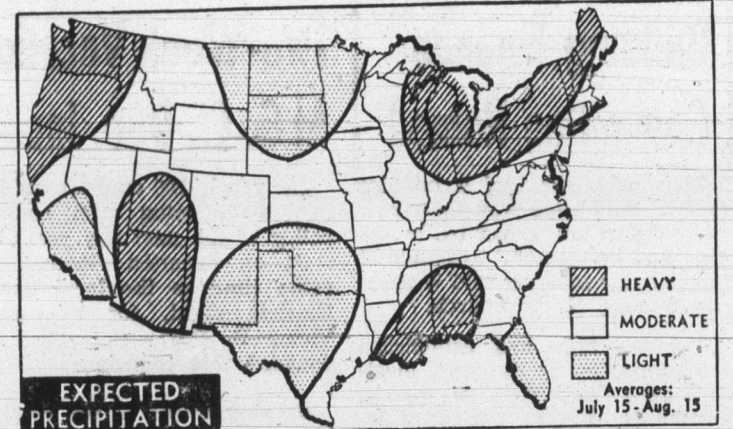 HEAVY
MODERATE
LIGHT
Averages:
July 15 - Aug. 15
EXPECTED
PRECIPITATION